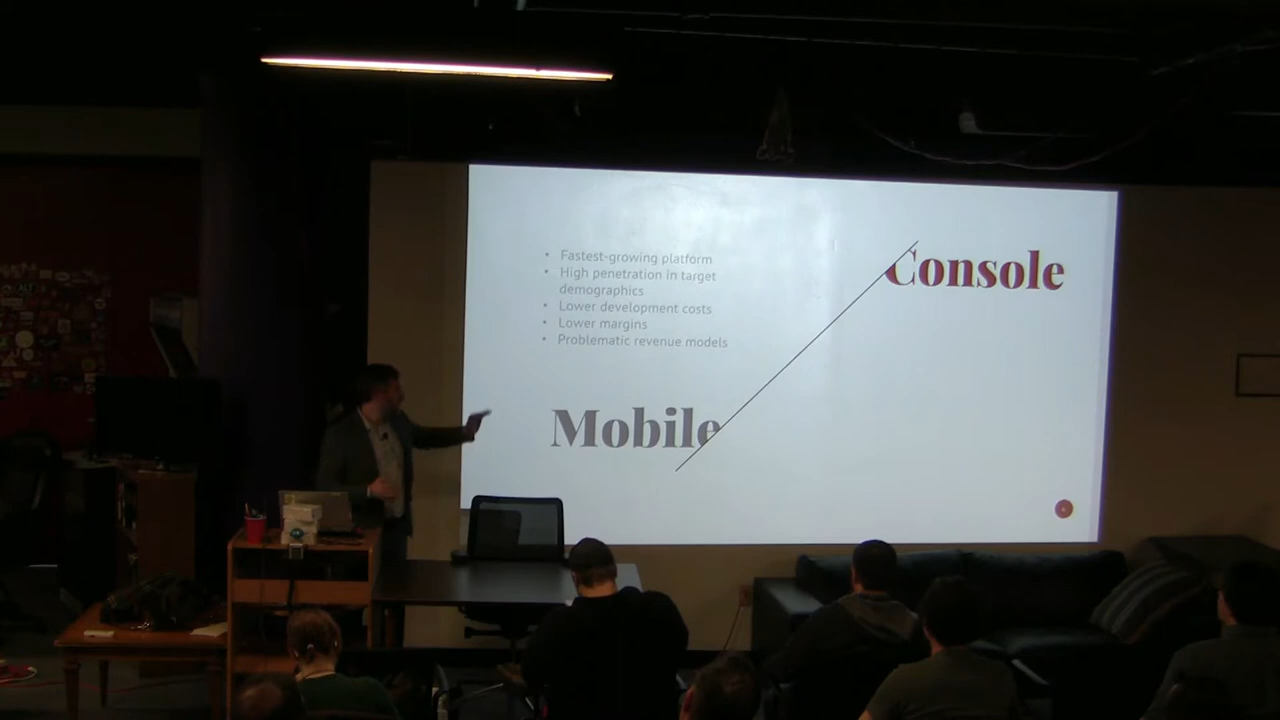 • Fastest-growing platform
• High penetration in target
demographics
• Lower development costs
• Lower margins
• Problematic revenue models
Mobile
Console